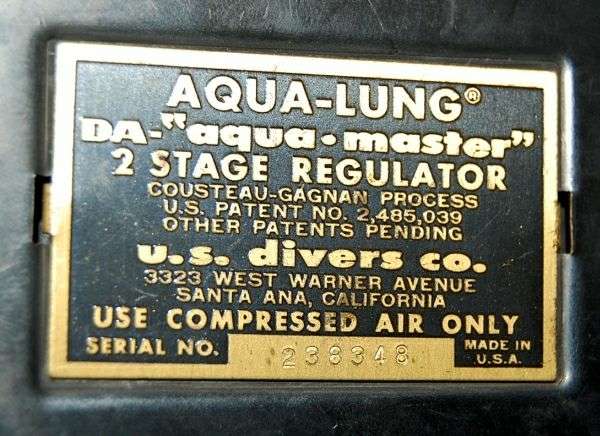 AQUA-LUNG®
DA-"aqua•master"
2 STAGE REGULATOR
COUSTEAU-GAGNAN PROCESS
U.S. PATENT NO. 2,485,039
OTHER PATENTS PENDING
u.s. divers co.
3323 WEST WARNER AVENUE
SANTA ANA, CALIFORNIA
USE COMPRESSED AIR ONLY
SERIAL NO. 238348 MADE IN
U.S.A.